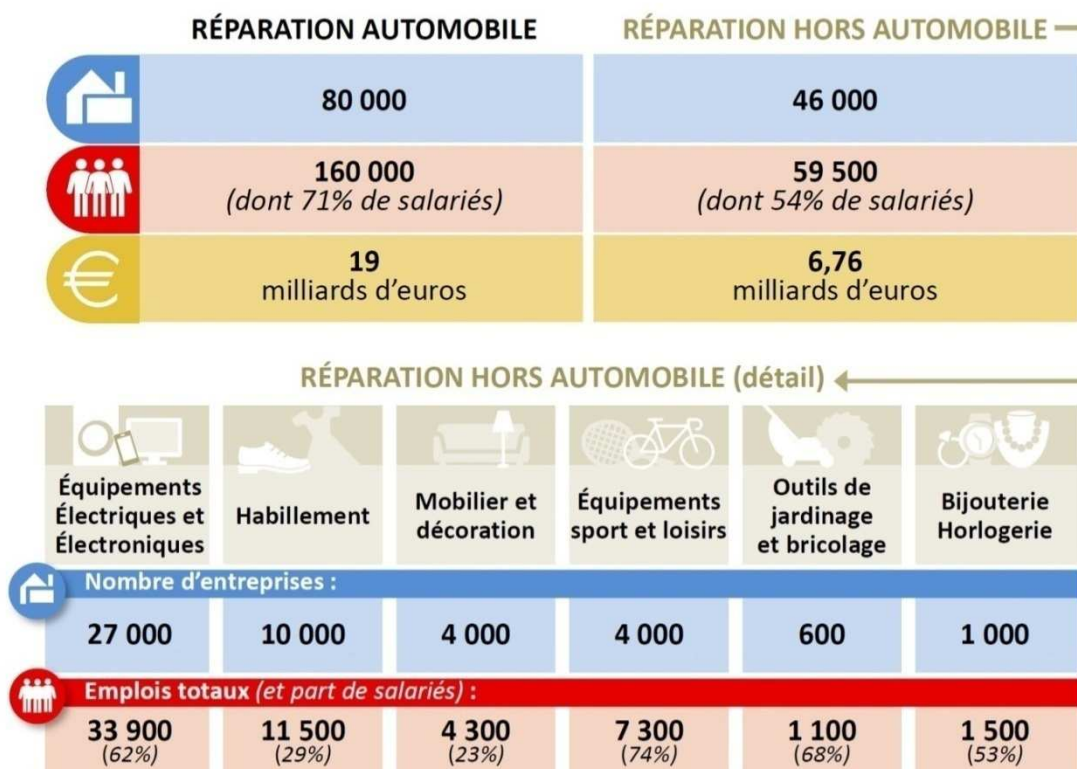 RÉPARATION AUTOMOBILE
RÉPARATION HORS AUTOMOBILE
80 000
46 000
160 000
(dont 71% de salariés)
59 500
(dont 54% de salariés)
€
19
milliards d'euros
6,76
milliards d'euros
RÉPARATION HORS AUTOMOBILE (détail)
Équipements
Électriques et
Électroniques
Habillement
Mobilier et
décoration
Équipements
sport et loisirs
Outils de
jardinage
et bricolage
Bijouterie
Horlogerie
Nombre d'entreprises :
27 000
10 000
4 000
4 000
600
1 000
Emplois totaux (et part de salariés) :
33 900
(62%)
11 500
(29%)
4 300
(23%)
7 300
(74%)
1 100
(68%)
1 500
(53%)